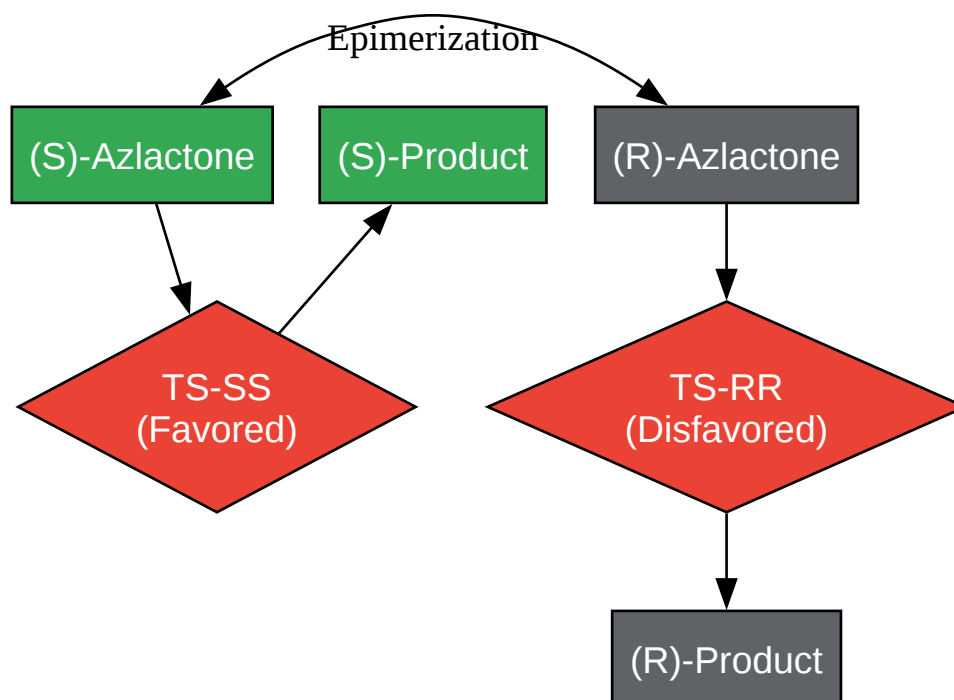 Epimerization
(S)-Azlactone
(S)-Product
(R)-Azlactone
TS-SS
(Favored)
TS-RR
(Disfavored)
(R)-Product